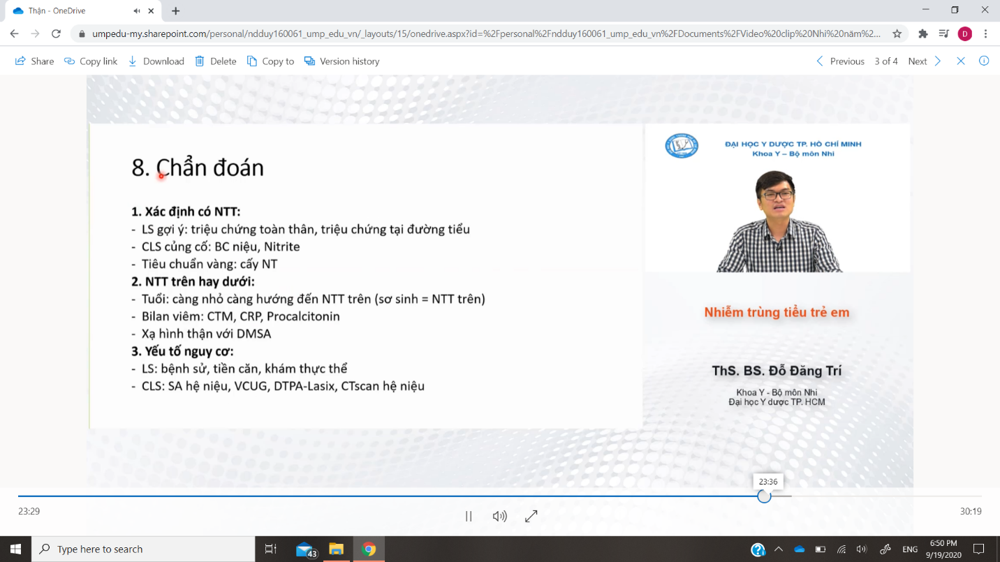 Thận - OneDrive
umpedu-my.sharepoint.com/personal/ndduy160061_ump_edu_vn/_layouts/15/onedrive.aspx?id=%2Fpersonal%2Fndduy160061_ump_edu_vn%2FDocuments%2FVideo%20clip%20Nhi%20năm%2...
D
Share Copy link Download Delete Copy to Version history Previous 3 of 4 Next
8. Chẩn đoán
1. Xác định có NTT:
- LS gợi ý: triệu chứng toàn thân, triệu chứng tại đường tiểu
- CLS củng cố: BC niệu, Nitrite
- Tiêu chuẩn vàng: cấy NT
2. NTT trên hay dưới:
- Tuổi: càng nhỏ càng hướng đến NTT trên (sơ sinh = NTT trên)
- Bilan viêm: CTM, CRP, Procalcitonin
- Xạ hình thận với DMSA
3. Yếu tố nguy cơ:
- LS: bệnh sử, tiền căn, khám thực thể
- CLS: SA hệ niệu, VCUG, DTPA-Lasix, CTscan hệ niệu
ĐẠI HỌC Y DƯỢC TP. HỒ CHÍ MINH
Khoa Y – Bộ môn Nhi
Nhiễm trùng tiểu trẻ em
ThS. BS. Đỗ Đăng Trí
Khoa Y - Bộ môn Nhi
Đại học Y dược TP. HCM
23:36
23:29
30:19
Type here to search
43
ENG
6:50 PM
9/19/2020